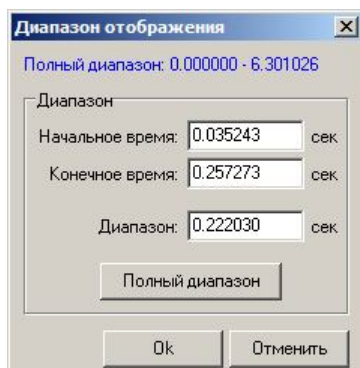 Диапазон отображения
Полный диапазон: 0.000000 - 6.301026
Диапазон
Начальное время: 0.035243 сек
Конечное время: 0.257273 сек
Диапазон: 0.222030 сек
Полный диапазон
Ok Отменить